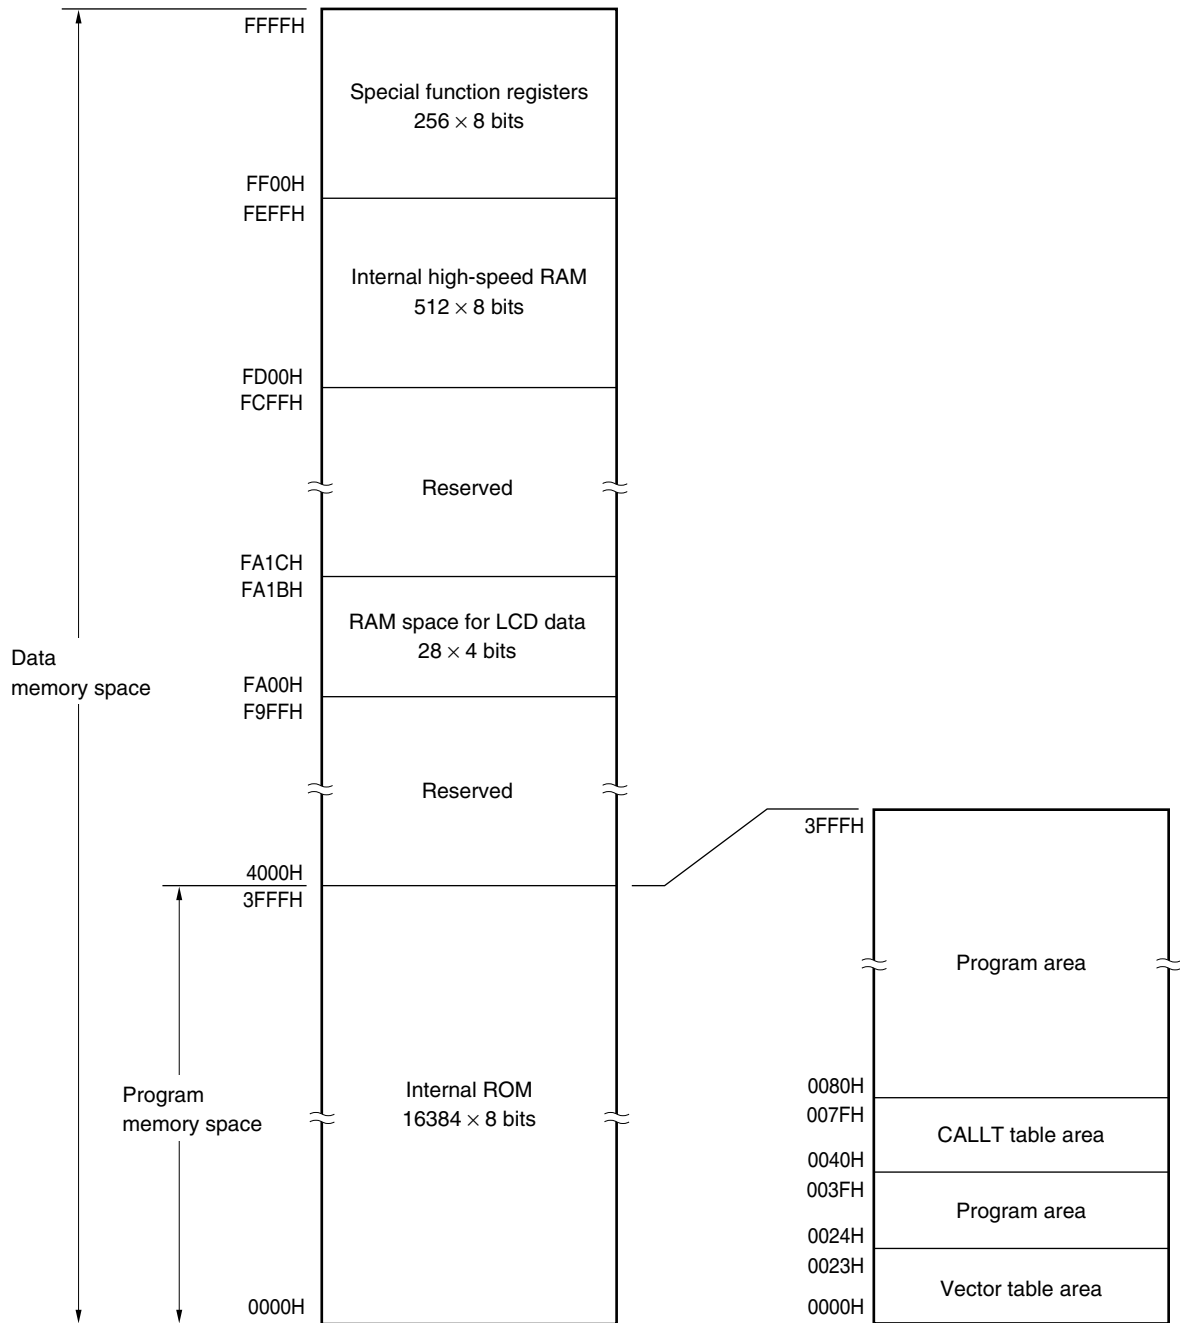 FFFFH
Special function registers
256 × 8 bits
FF00H
FEFFH
Internal high-speed RAM
512 × 8 bits
FD00H
FCFFH
Reserved
FA1CH
FA1BH
RAM space for LCD data
28 × 4 bits
Data
memory space
FA00H
F9FFH
Reserved
4000H
3FFFH
Program
memory space
Internal ROM
16384 × 8 bits
0000H
3FFFH
Program area
0080H
007FH
CALLT table area
0040H
003FH
Program area
0024H
0023H
Vector table area
0000H